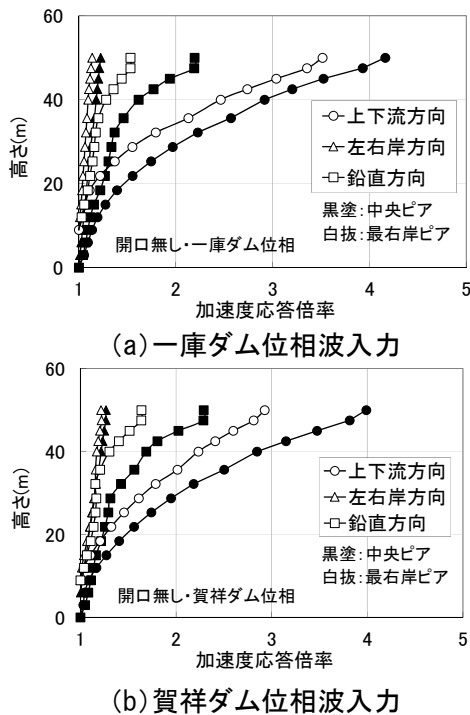 60
40
20
0
高さ(m)
上下流方向
左右岸方向
鉛直方向
黒塗:中央ピア
白抜:最右岸ピア
開口無し・一庫ダム位相
1 2 3 4 5
加速度応答倍率
(a)一庫ダム位相波入力
60
40
20
0
高さ(m)
上下流方向
左右岸方向
鉛直方向
黒塗:中央ピア
白抜:最右岸ピア
開口無し・賀祥ダム位相
1 2 3 4 5
加速度応答倍率
(b)賀祥ダム位相波入力